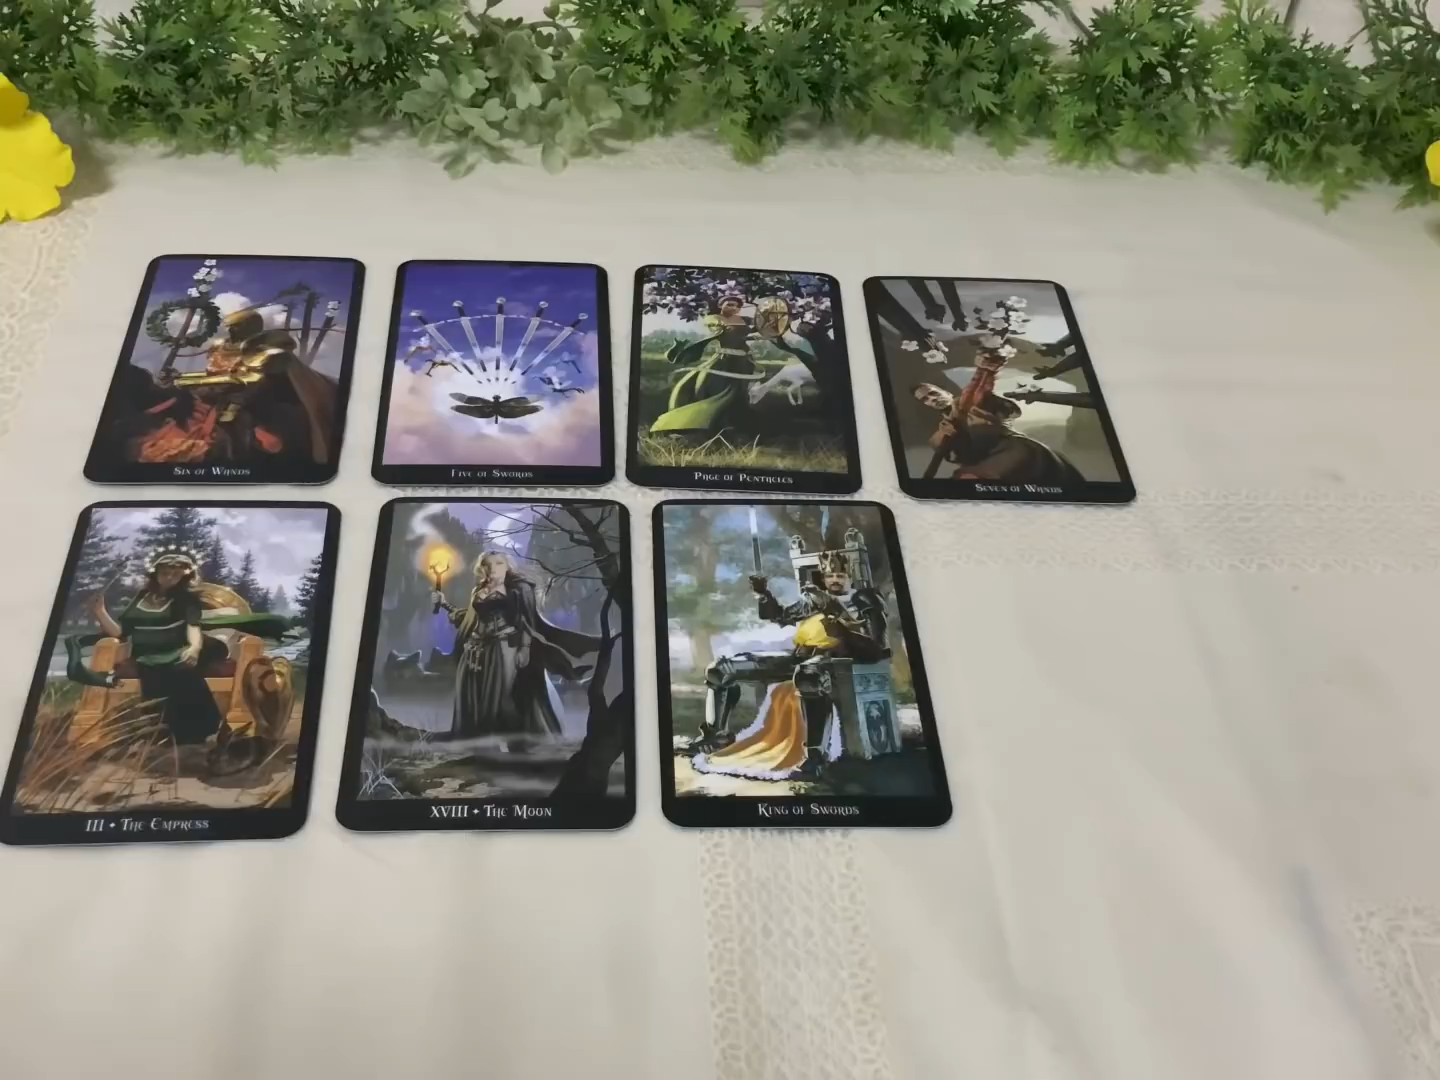 Six of Wands
Five of Swords
Page of Pentacles
Seven of Wands
III • The Empress
XVIII • The Moon
King of Swords